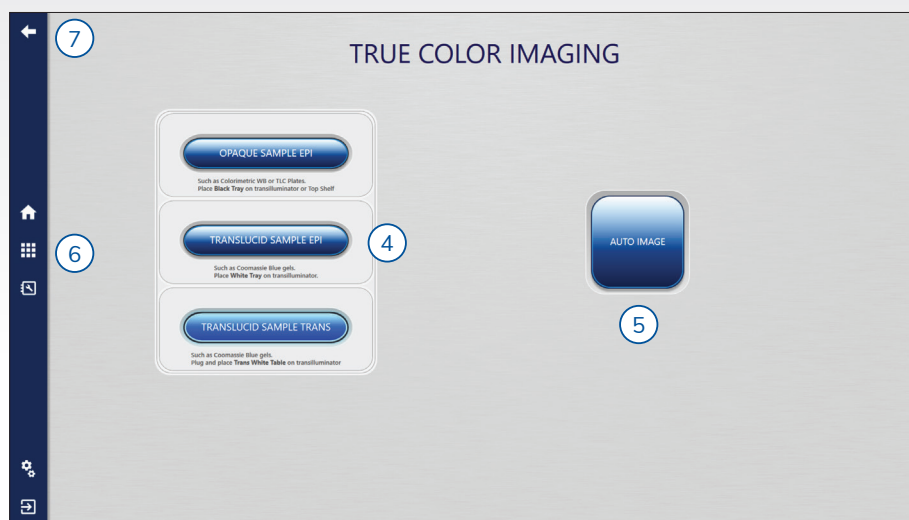 7
TRUE COLOR IMAGING
OPAQUE SAMPLE EPI
Such as Colorimetric WB or TLC Plates.
Place Black Tray on transilluminator or Top Shelf
TRANSLUCID SAMPLE EPI
4
Such as Coomassie Blue gels.
Place White Tray on transilluminator.
TRANSLUCID SAMPLE TRANS
Such as Coomassie Blue gels.
Plug and place Trans White Table on transilluminator
AUTO IMAGE
5
6